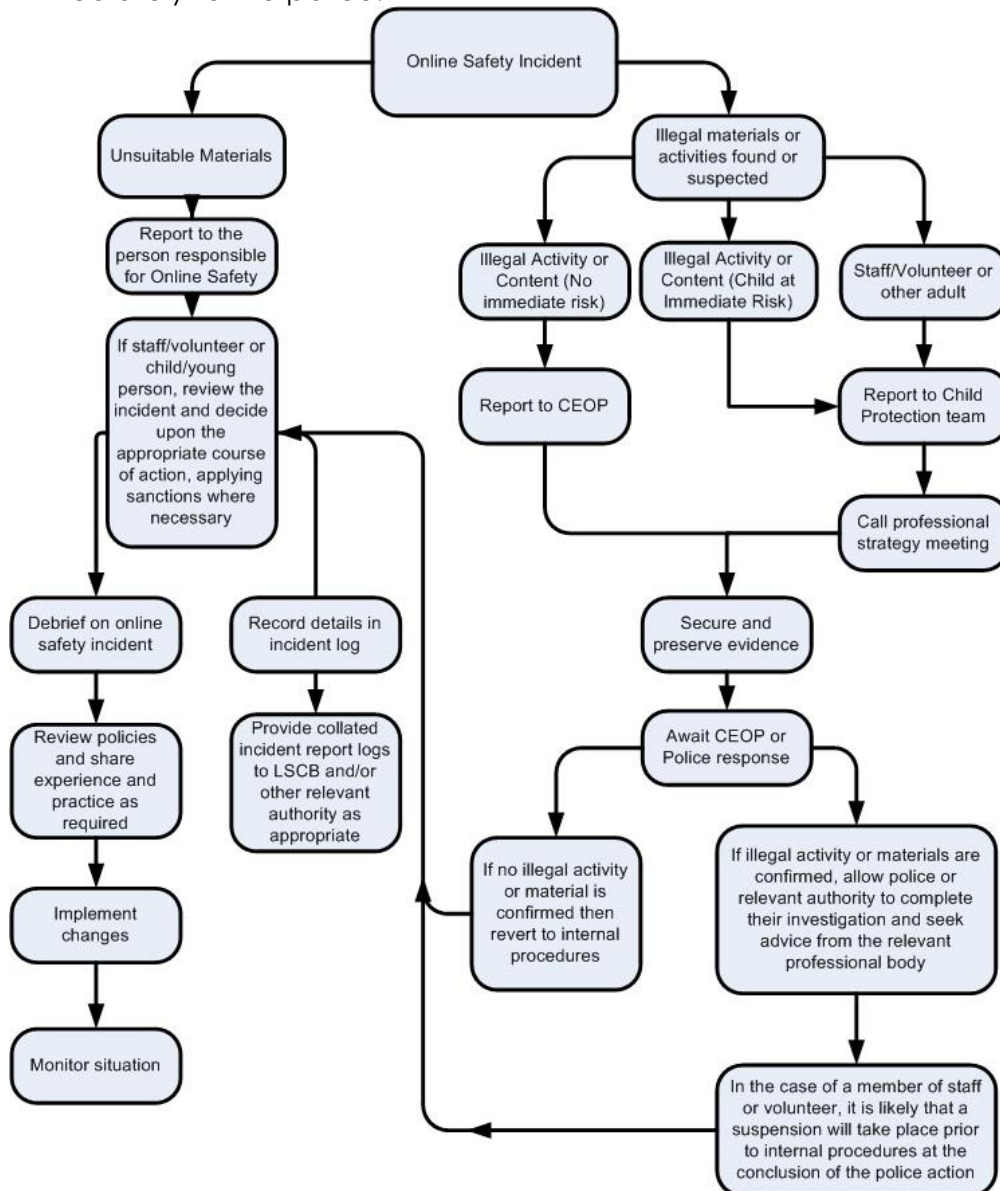 Online Safety Incident
Unsuitable Materials
Report to the
person responsible
for Online Safety
If staff/volunteer or
child/young
person, review the
incident and decide
upon the
appropriate course
of action, applying
sanctions where
necessary
Debrief on online
safety incident
Review policies
and share
experience and
practice as
required
Implement
changes
Monitor situation
Record details in
incident log
Provide collated
incident report logs
to LSCB and/or
other relevant
authority as
appropriate
Illegal materials or
activities found or
suspected
Illegal Activity or
Content (No
immediate risk)
Illegal Activity or
Content (Child at
Immediate Risk)
Staff/Volunteer or
other adult
Report to CEOP
Report to Child
Protection team
Call professional
strategy meeting
Secure and
preserve evidence
Await CEOP or
Police response
If no illegal activity
or material is
confirmed then
revert to internal
procedures
If illegal activity or materials are
confirmed, allow police or
relevant authority to complete
their investigation and seek
advice from the relevant
professional body
In the case of a member of staff
or volunteer, it is likely that a
suspension will take place prior
to internal procedures at the
conclusion of the police action